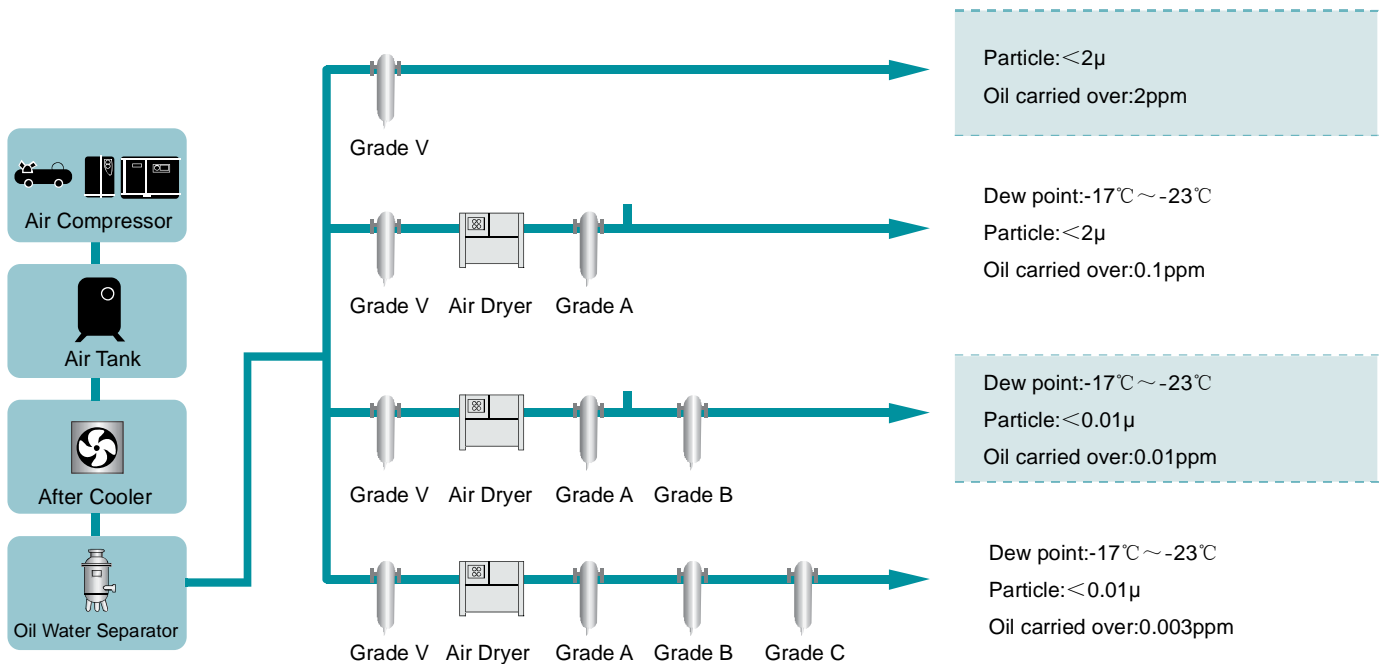 Air Compressor
Air Tank
After Cooler
Oil Water Separator
Grade V
Particle:＜2μ
Oil carried over:2ppm
Grade V Air Dryer Grade A
Dew point:-17℃～-23℃
Particle:＜2μ
Oil carried over:0.1ppm
Grade V Air Dryer Grade A Grade B
Dew point:-17℃～-23℃
Particle:＜0.01μ
Oil carried over:0.01ppm
Grade V Air Dryer Grade A Grade B Grade C
Dew point:-17℃～-23℃
Particle:＜0.01μ
Oil carried over:0.003ppm